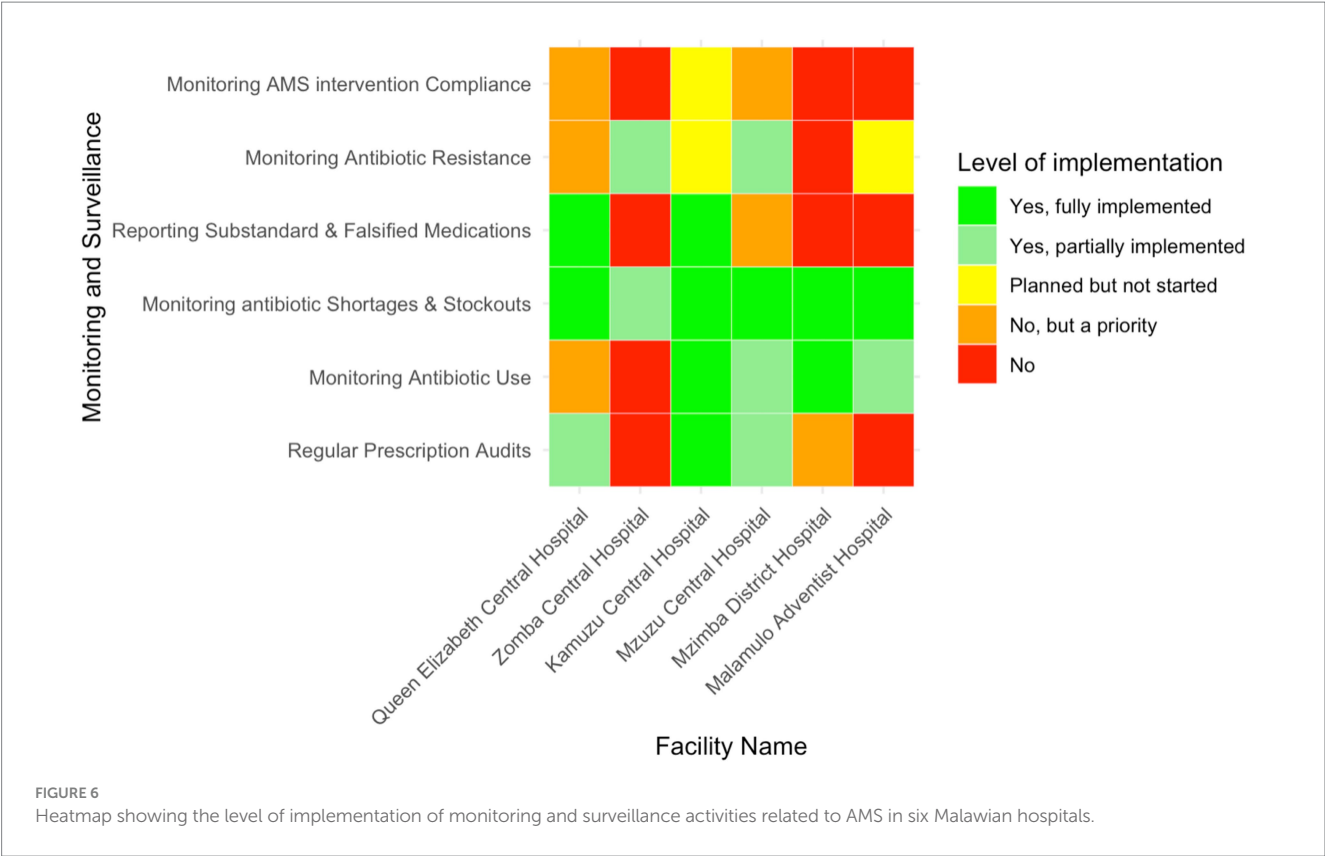 Monitoring and Surveillance
Monitoring AMS intervention Compliance
Monitoring Antibiotic Resistance
Reporting Substandard & Falsified Medications
Monitoring antibiotic Shortages & Stockouts
Monitoring Antibiotic Use
Regular Prescription Audits
Queen Elizabeth Central Hospital
Zomba Central Hospital
Kamuzu Central Hospital
Mzuzu Central Hospital
Mzimba District Hospital
Malamulo Adventist Hospital
Facility Name
Level of implementation
Yes, fully implemented
Yes, partially implemented
Planned but not started
No, but a priority
No
FIGURE 6
Heatmap showing the level of implementation of monitoring and surveillance activities related to AMS in six Malawian hospitals.